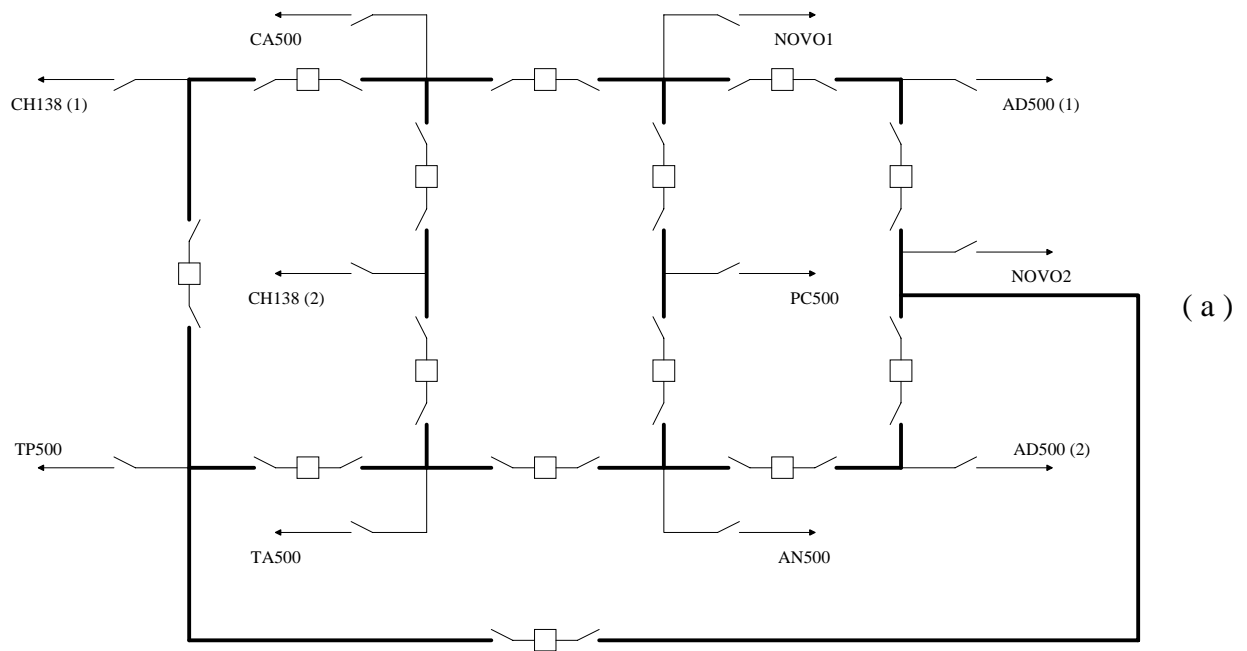 CA500
NOVO1
CH138 (1)
AD500 (1)
CH138 (2)
PC500
NOVO2
( a )
TP500
AD500 (2)
TA500
AN500